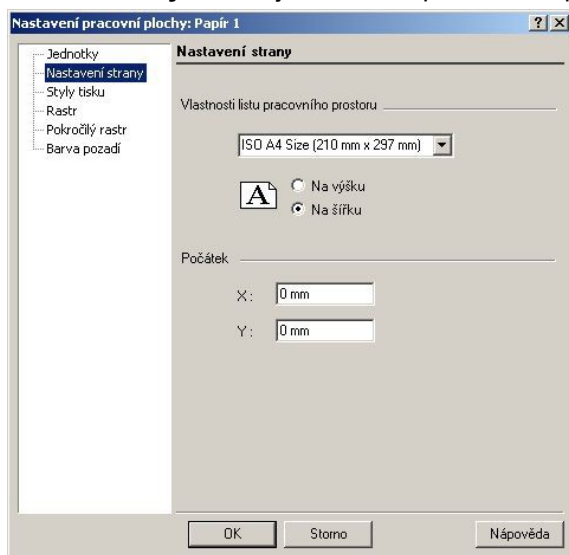 Nastavení pracovní plochy: Papír 1
Jednotky
Nastavení strany
Styly tisku
Rastr
Pokročilý rastr
Barva pozadí
Nastavení strany
Vlastnosti listu pracovního prostoru
ISO A4 Size (210 mm x 297 mm)
A
Na výšku
Na šířku
Počátek
X: 0 mm
Y: 0 mm
OK Storno Nápověda